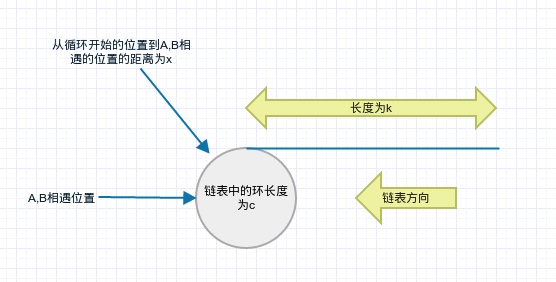 从循环开始的位置到A,B相
遇的位置的距离为x
长度为k
链表中的环长度
为c
A,B相遇位置
链表方向